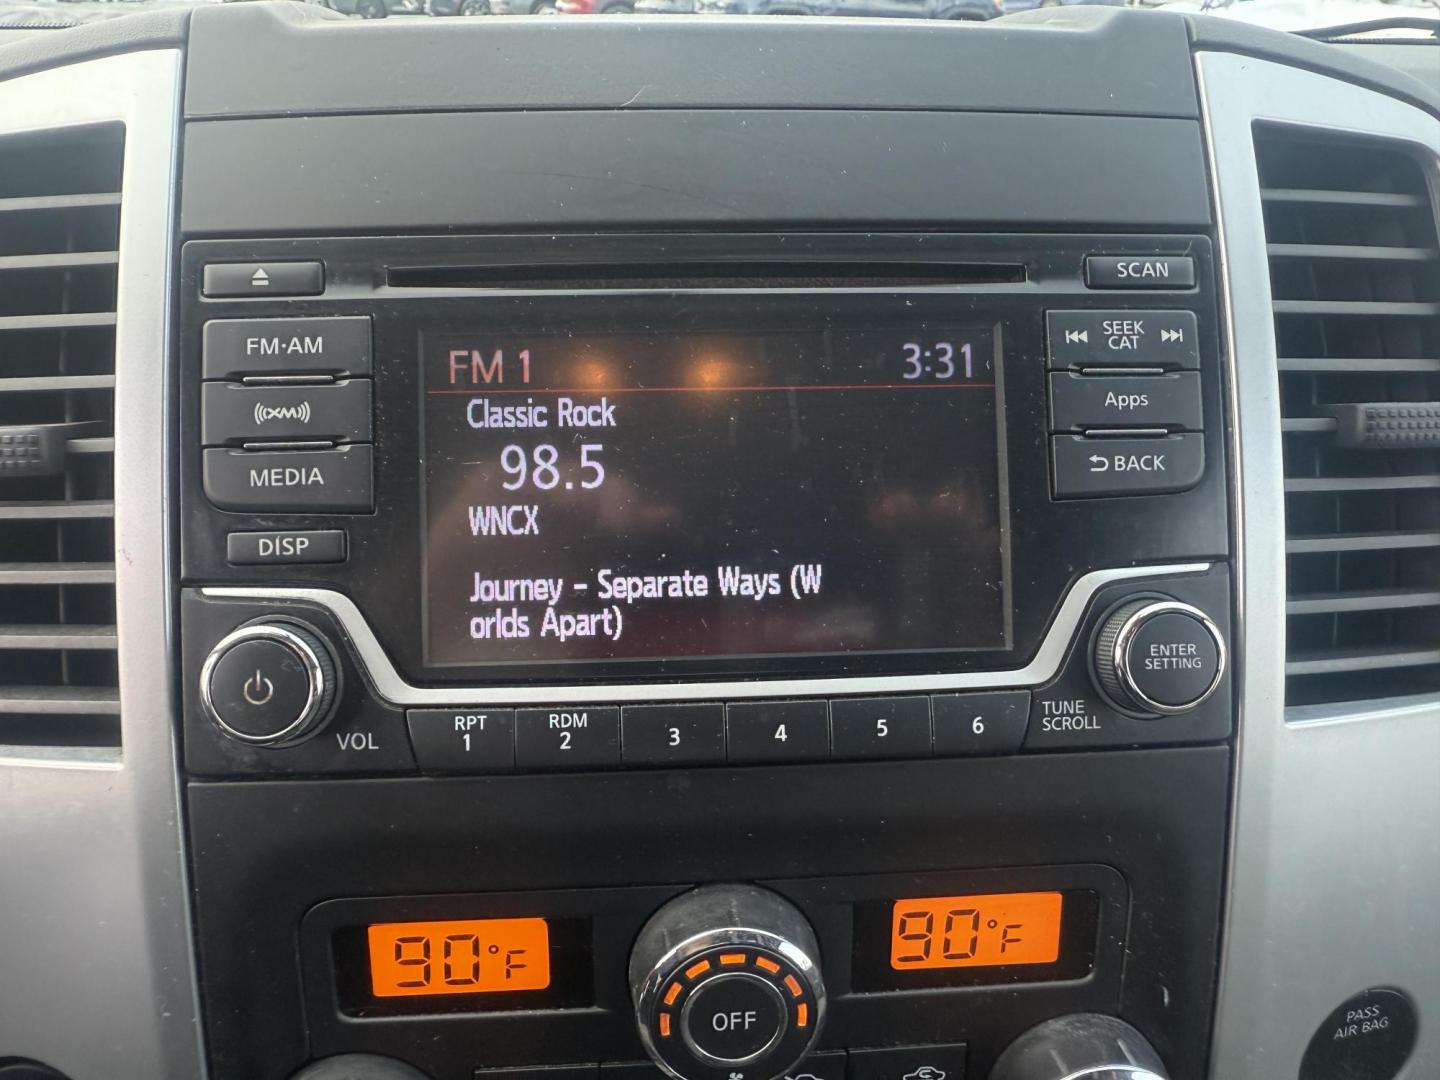 SCAN
FM·AM
XM
MEDIA
DISP
FM 1 3:31
Classic Rock
98.5
WNCX
Journey - Separate Ways (W
orlds Apart)
SEEK
CAT
Apps
BACK
VOL
RPT
1
RDM
2
3
4
5
6
TUNE
SCROLL
ENTER
SETTING
90°F
OFF
90°F
PASS
AIR BAG